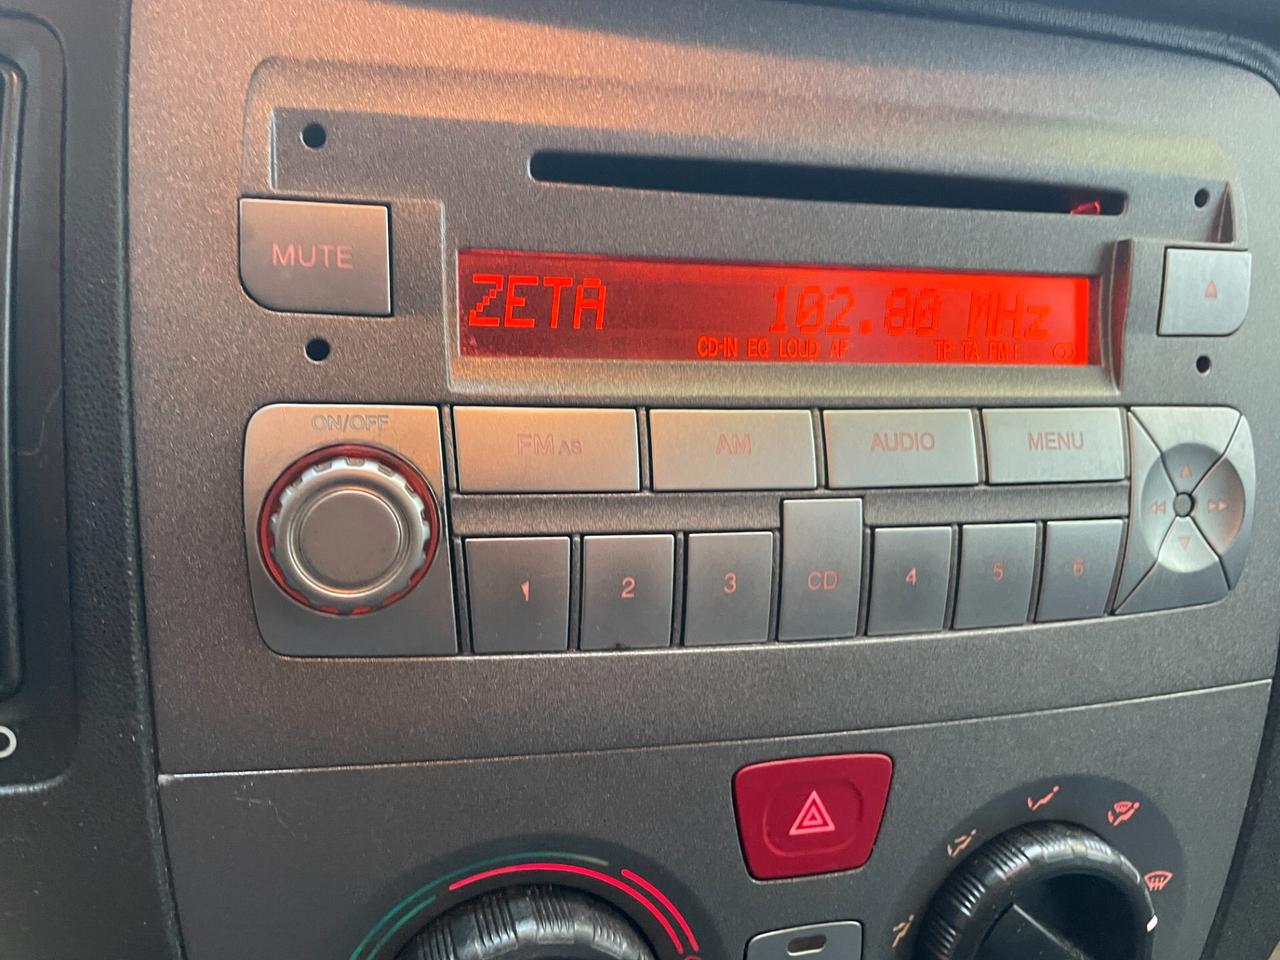 MUTE
ZETA 102.80 MHz
CD-IN EQ LOUD AF TP TA FM I
ON/OFF
FM AS AM AUDIO MENU
1 2 3 CD 4 5 6